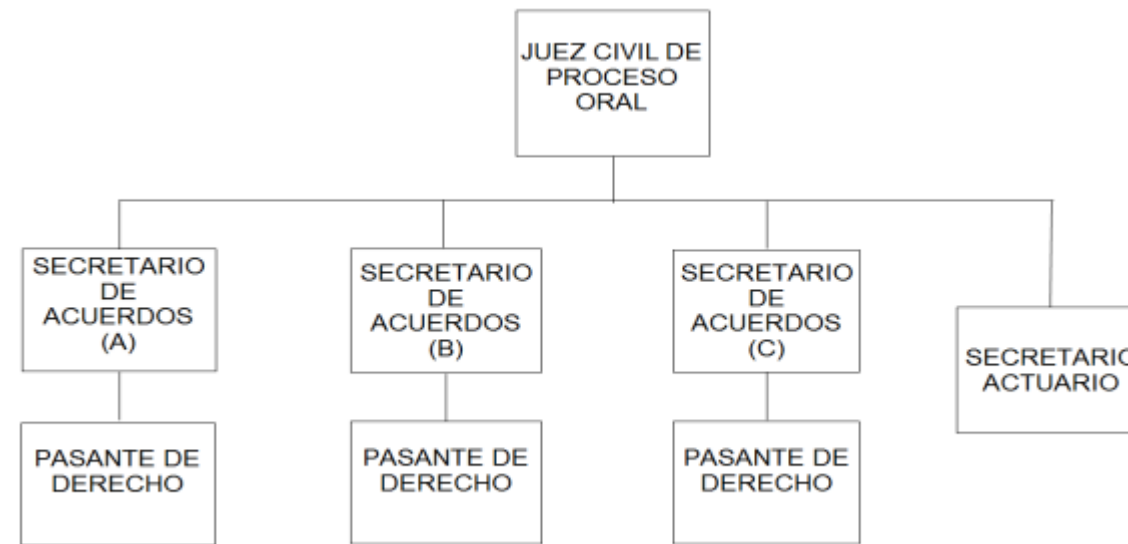 JUEZ CIVIL DE
PROCESO
ORAL
SECRETARIO
DE
ACUERDOS
(A)
SECRETARIO
DE
ACUERDOS
(B)
SECRETARIO
DE
ACUERDOS
(C)
SECRETARIO
ACTUARIO
PASANTE DE
DERECHO
PASANTE DE
DERECHO
PASANTE DE
DERECHO